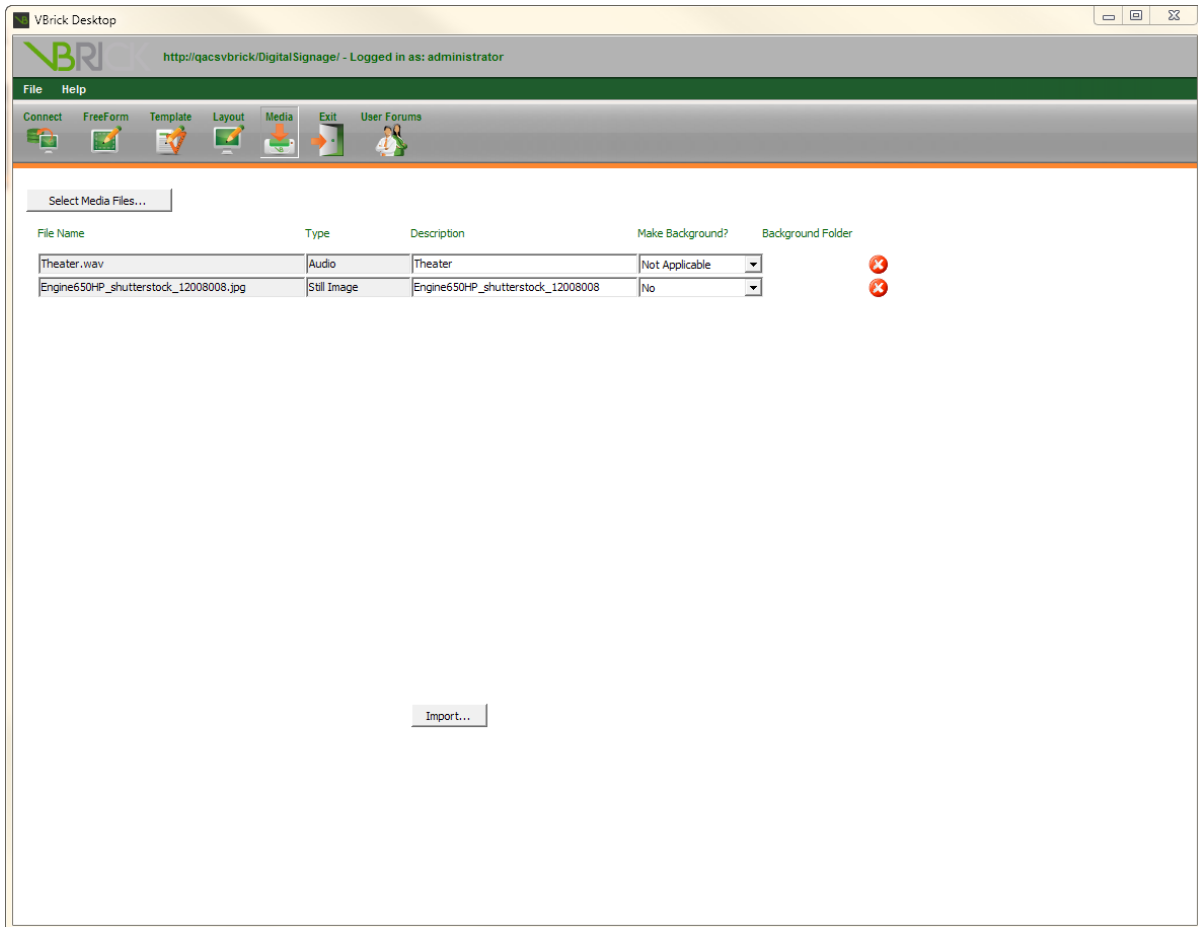 VB VBrick Desktop
VBRICK http://qacsvbrick/DigitalSignage/ - Logged in as: administrator
File Help
Connect FreeForm Template Layout Media Exit User Forums
Select Media Files...
File Name Type Description Make Background? Background Folder
Theater.wav Audio Theater Not Applicable
Engine650HP_shutterstock_12008008.jpg Still Image Engine650HP_shutterstock_12008008 No
Import...